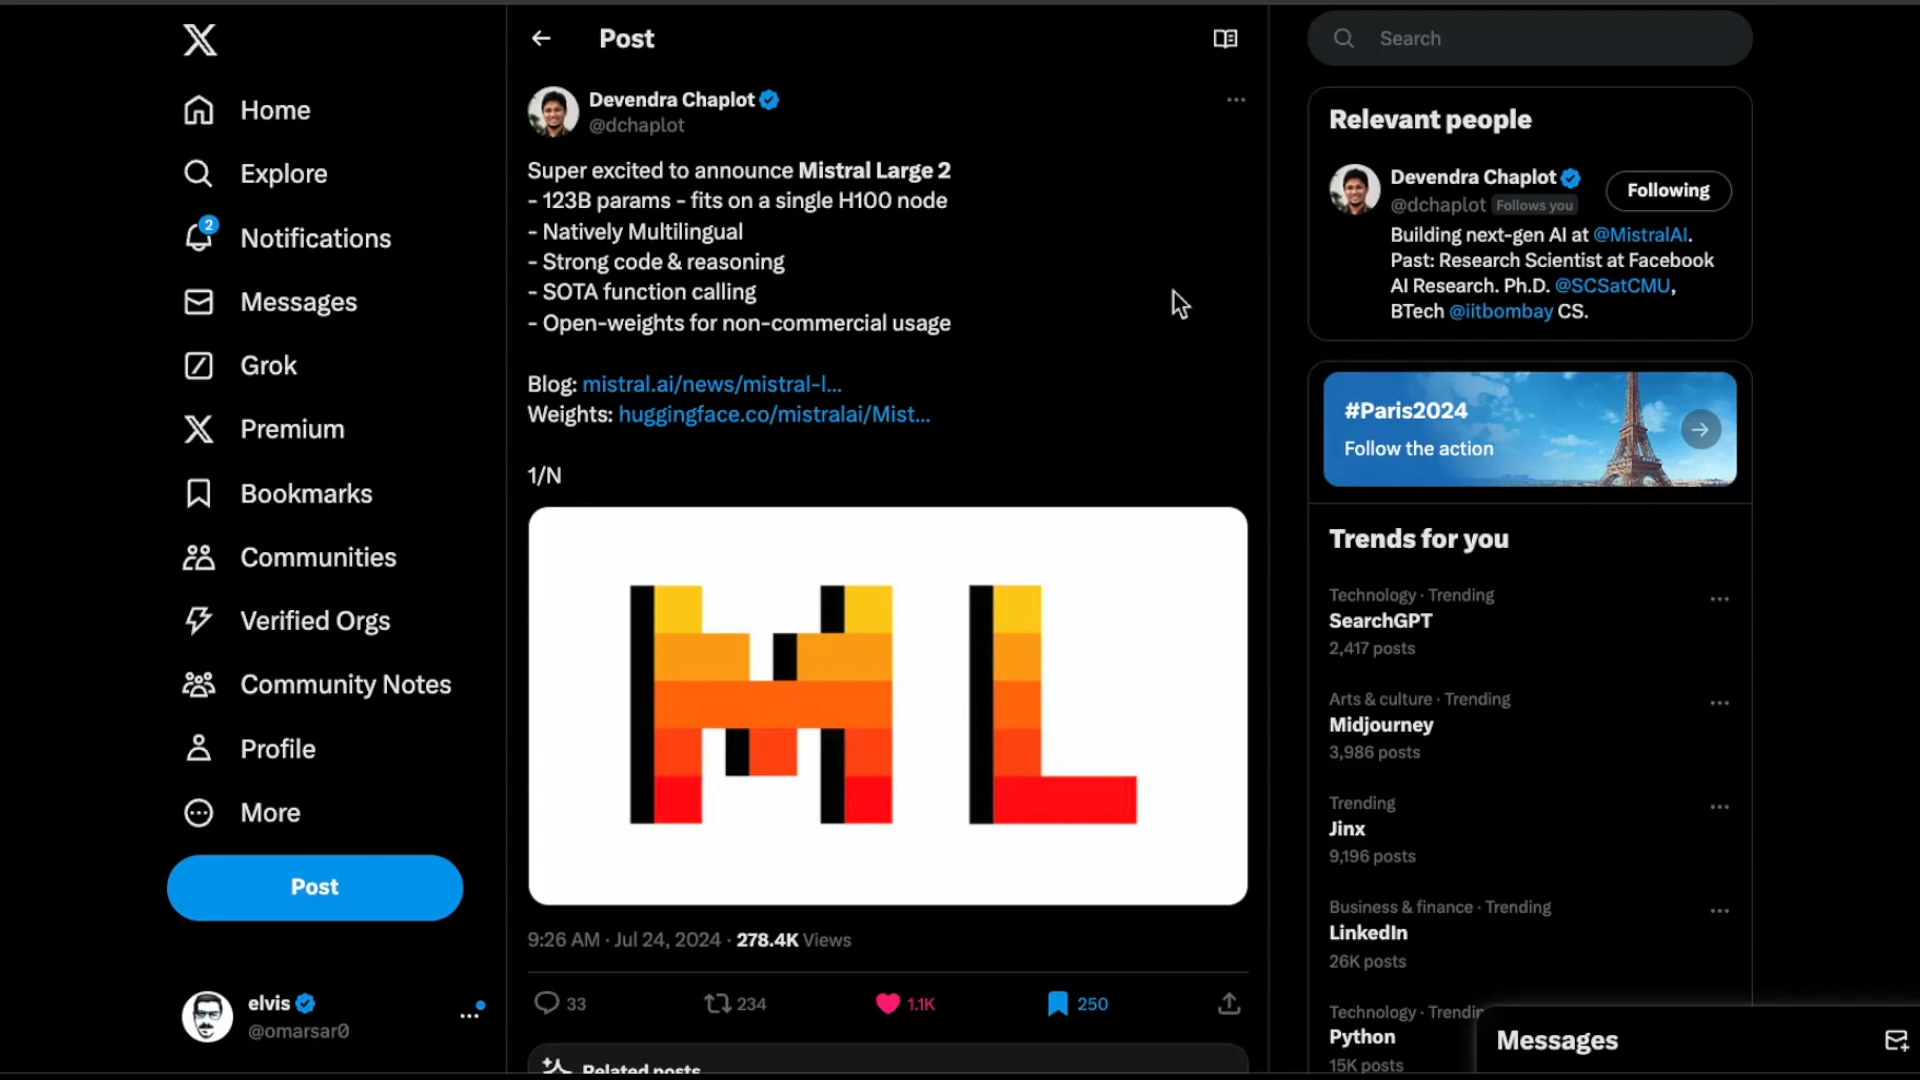 Home
Explore
2
Notifications
Messages
Grok
Premium
Bookmarks
Communities
Verified Orgs
Community Notes
Profile
More
Post
elvis
@omarsar0
Post
Devendra Chaplot
@dchaplot
Super excited to announce Mistral Large 2
- 123B params - fits on a single H100 node
- Natively Multilingual
- Strong code & reasoning
- SOTA function calling
- Open-weights for non-commercial usage
Blog: mistral.ai/news/mistral-l...
Weights: huggingface.co/mistralai/Mist...
1/N
ML
9:26 AM · Jul 24, 2024 · 278.4K Views
33 234 1.1K 250
Related posts
Search
Relevant people
Devendra Chaplot
Following
@dchaplot Follows you
Building next-gen AI at @MistralAI.
Past: Research Scientist at Facebook
AI Research. Ph.D. @SCSatCMU,
BTech @iitbombay CS.
#Paris2024
Follow the action
Trends for you
Technology · Trending
SearchGPT
2,417 posts
Arts & culture · Trending
Midjourney
3,986 posts
Trending
Jinx
9,196 posts
Business & finance · Trending
LinkedIn
26K posts
Technology · Trendin
Python
15K posts
Messages